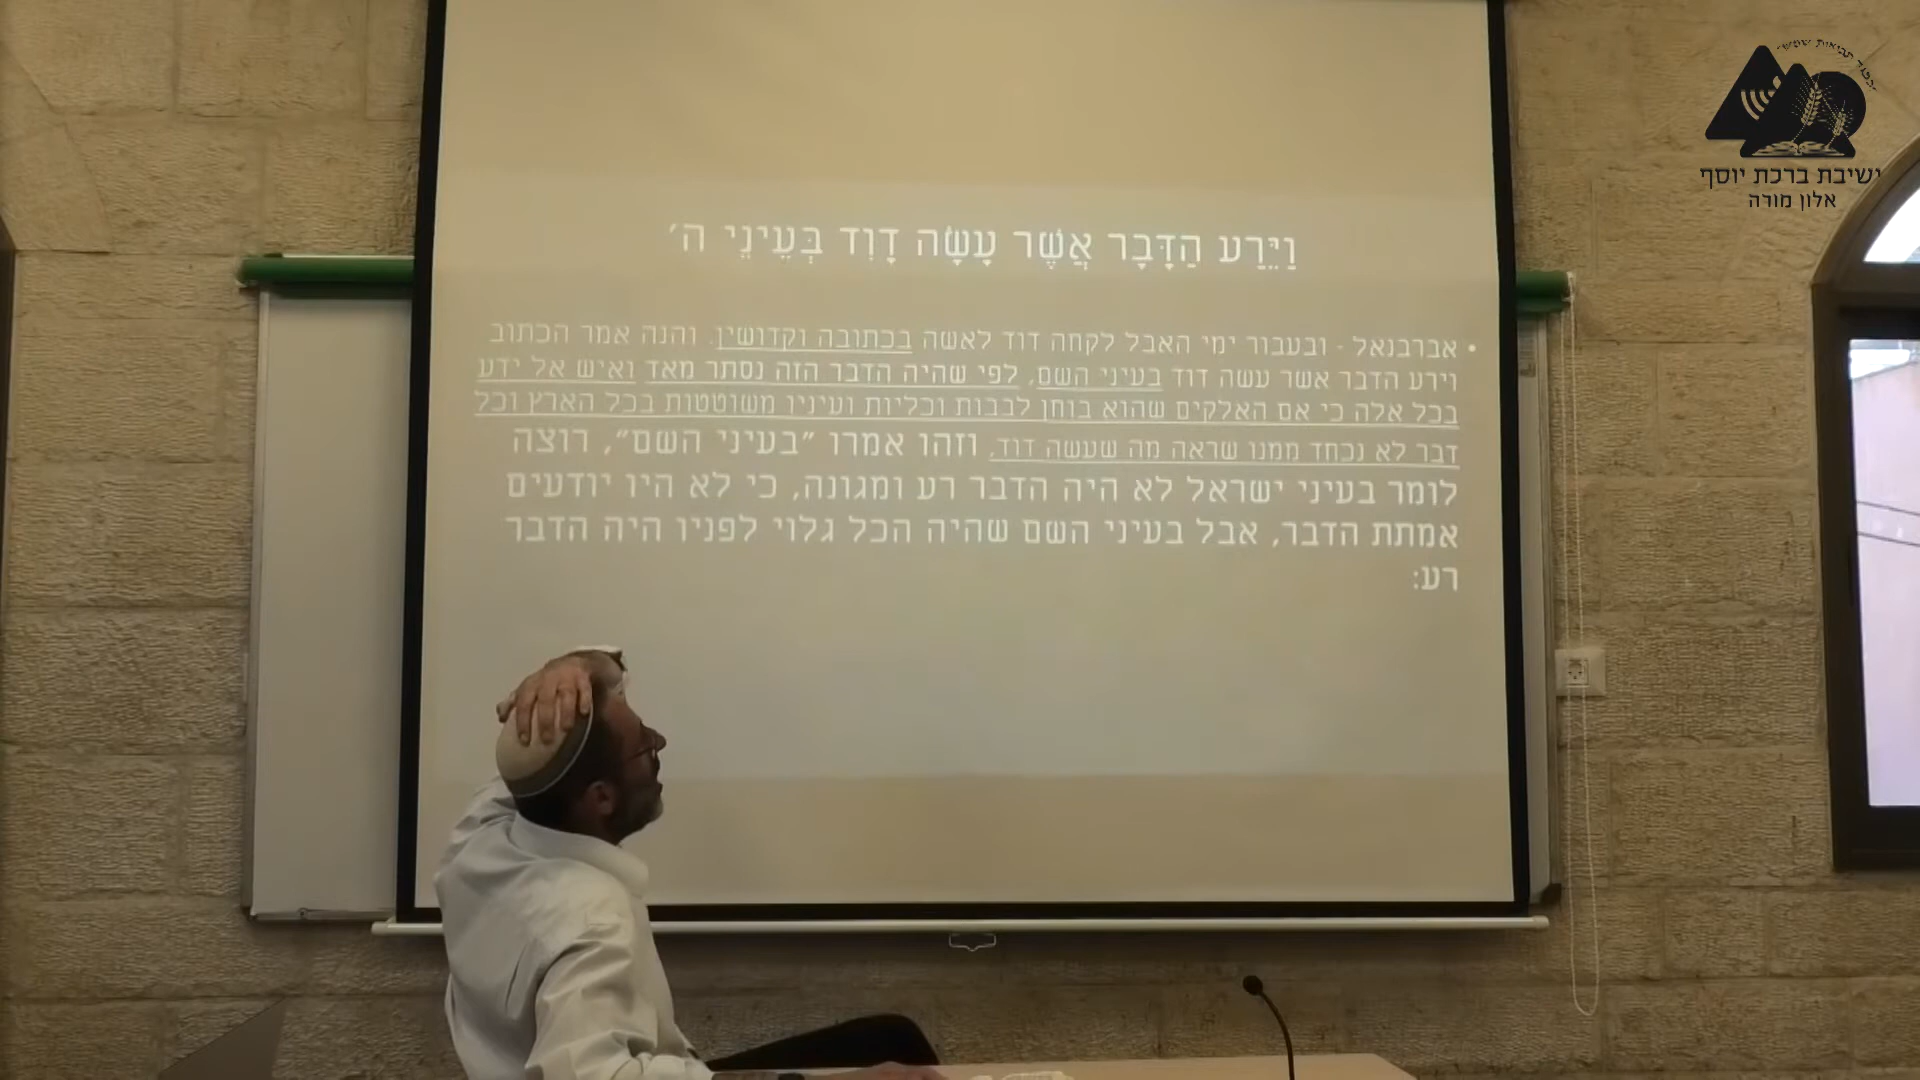 וַיֵּרַע הַדָּבָר אֲשֶׁר עָשָׂה דָוִד בְּעֵינֵי ה׳
• אברבנאל - ובעבור ימי האבל לקחה דוד לאשה בכתובה וקדושין. והנה אמר הכתוב
וירע הדבר אשר עשה דוד בעיני השם, לפי שהיה הדבר הזה נסתר מאד ואיש אל ידע
בכל אלה כי אם האלקים שהוא בוחן לבבות וכליות ועיניו משוטטות בכל הארץ וכל
דבר לא נכחד ממנו שראה מה שעשה דוד, וזהו אמרו ״בעיני השם״, רוצה
לומר בעיני ישראל לא היה הדבר רע ומגונה, כי לא היו יודעים
אמתת הדבר, אבל בעיני השם שהיה הכל גלוי לפניו היה הדבר
רע:
ישיבת ברכת יוסף
אלון מורה